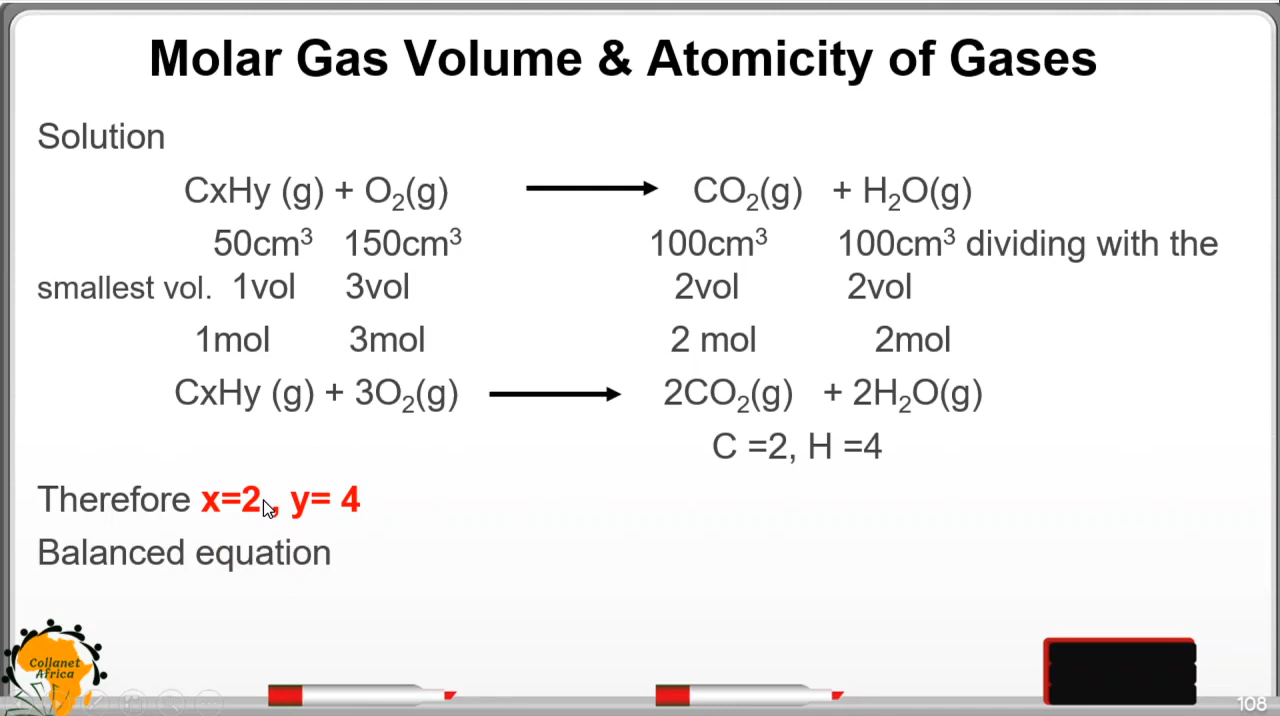 Molar Gas Volume & Atomicity of Gases
Solution
CxHy (g) + O₂(g) CO₂(g) + H₂O(g)
50cm³ 150cm³ 100cm³ 100cm³ dividing with the
smallest vol. 1vol 3vol 2vol 2vol
1mol 3mol 2 mol 2mol
CxHy (g) + 3O₂(g) 2CO₂(g) + 2H₂O(g)
C =2, H =4
Therefore x=2, y= 4
Balanced equation
Collanet
Africa
108